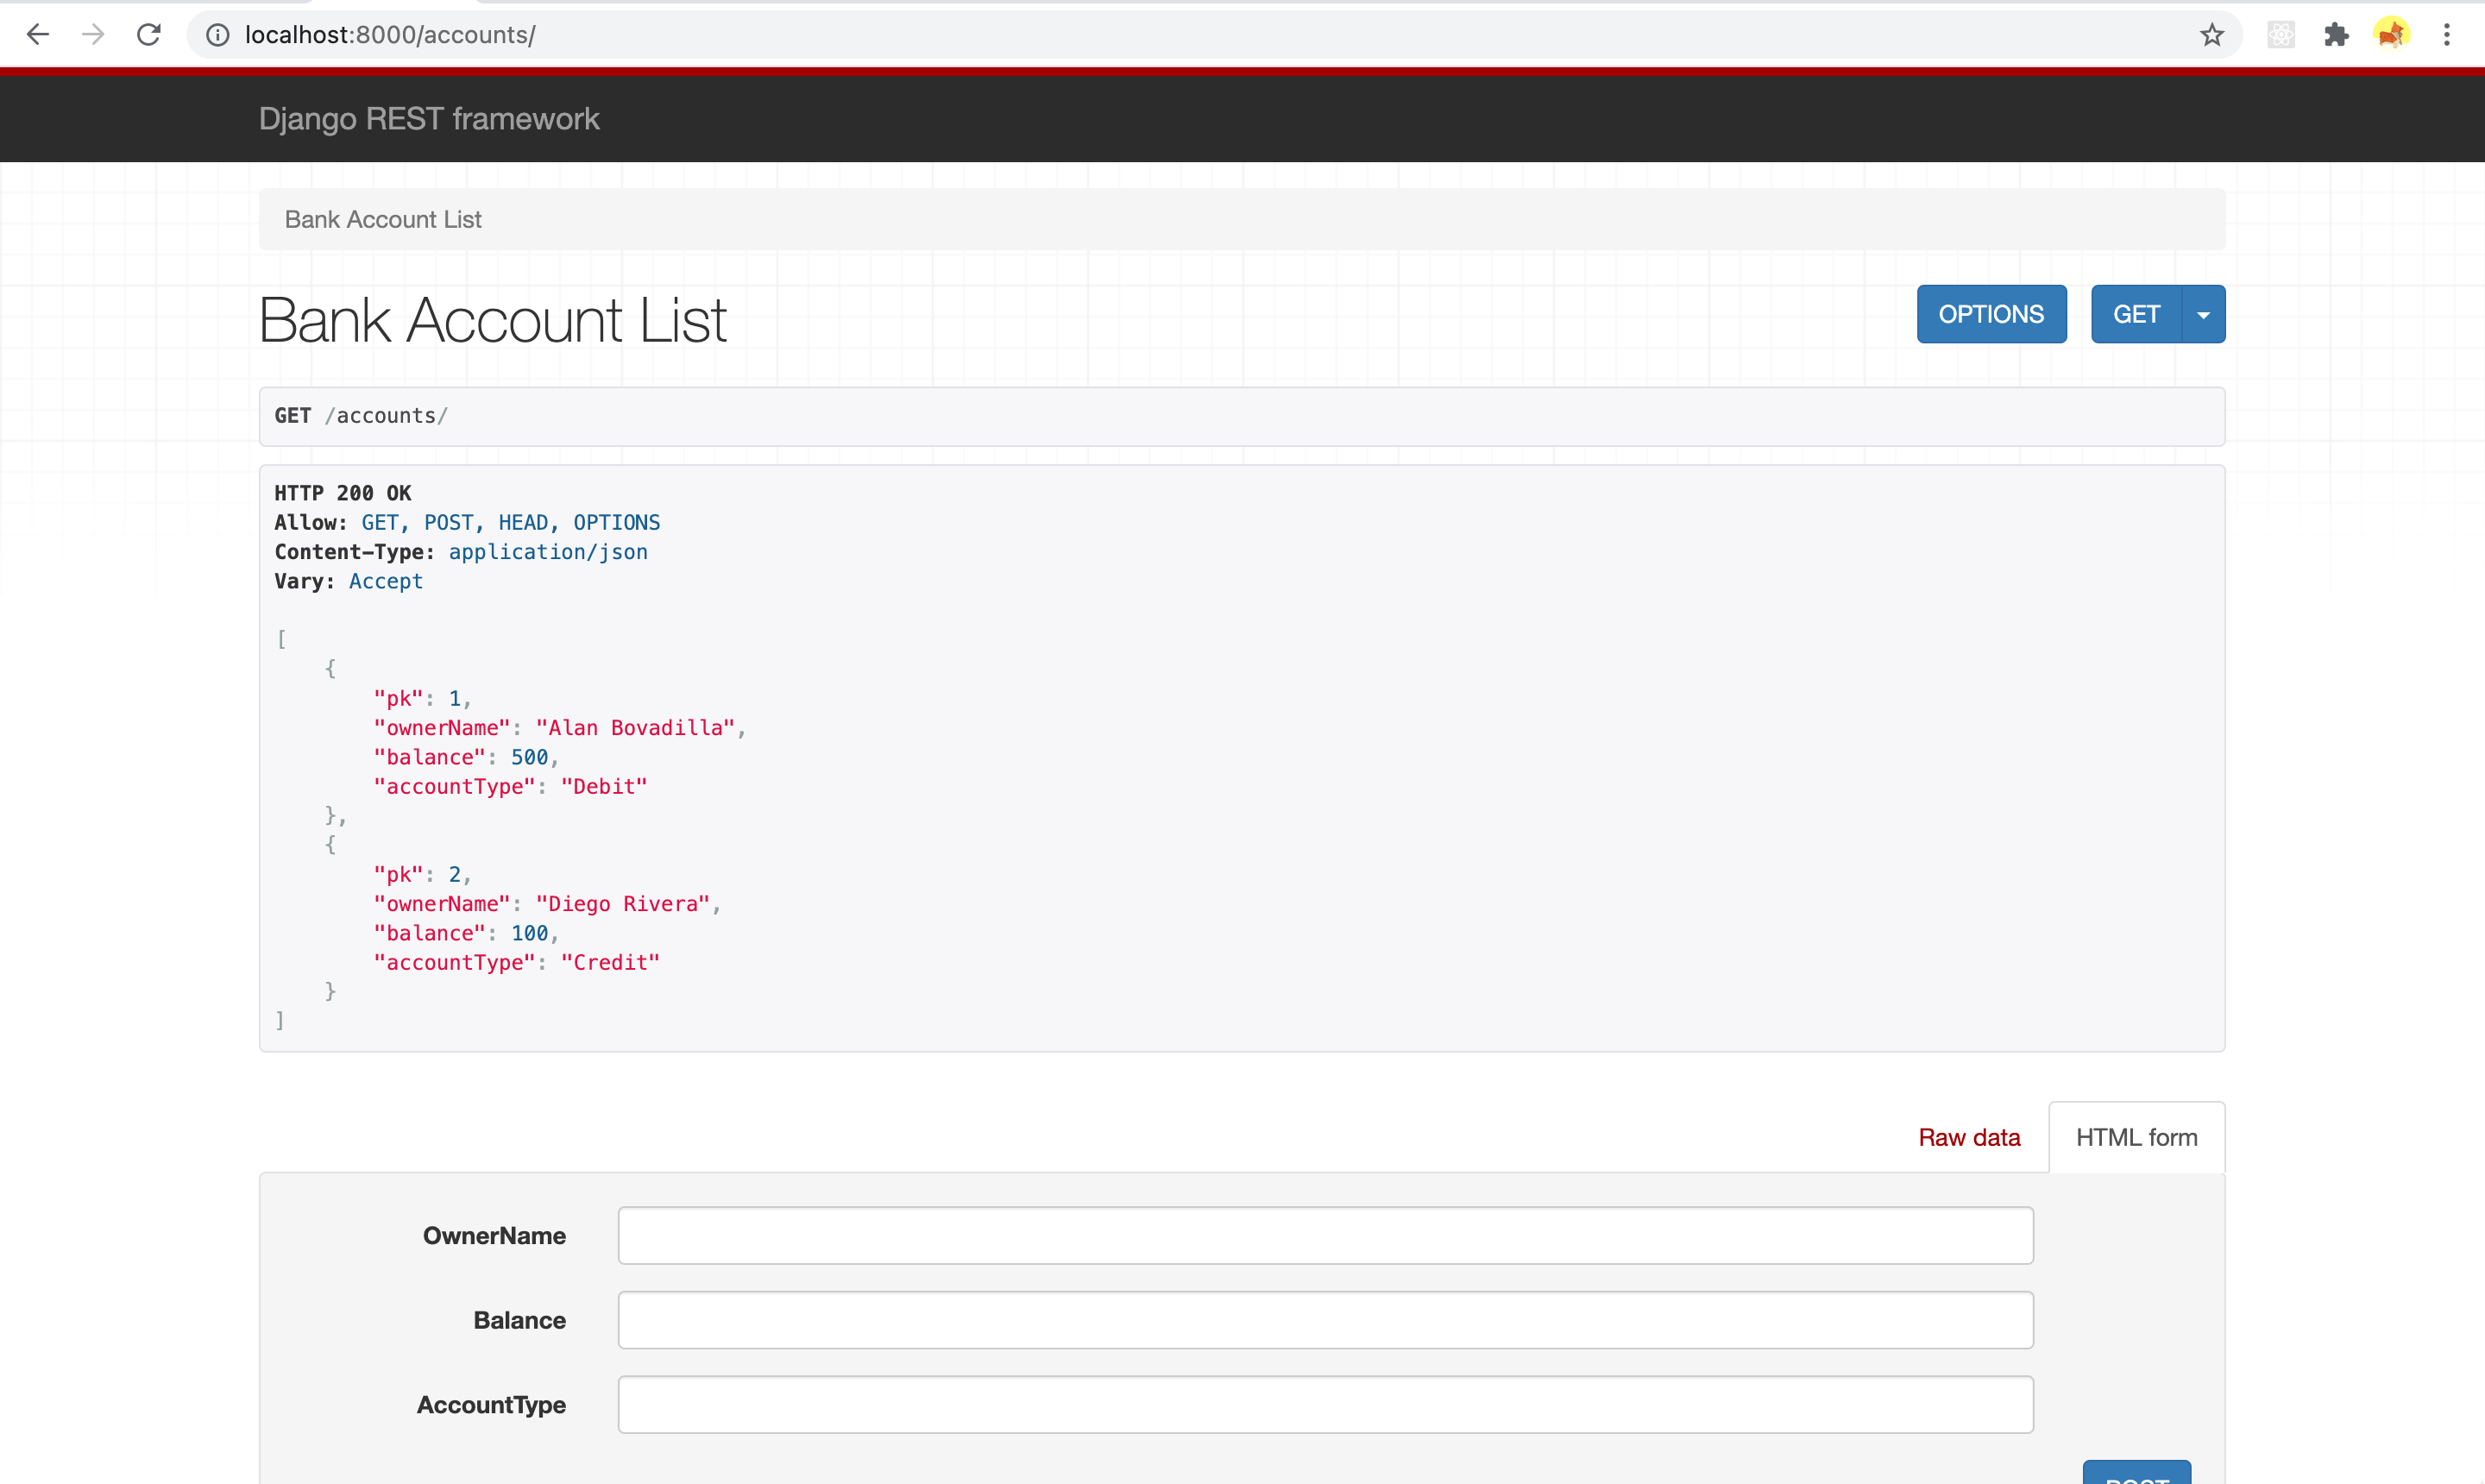 localhost:8000/accounts/
Django REST framework
Bank Account List
Bank Account List
OPTIONS
GET
GET /accounts/
HTTP 200 OK
Allow: GET, POST, HEAD, OPTIONS
Content-Type: application/json
Vary: Accept
[
    {
        "pk": 1,
        "ownerName": "Alan Bovadilla",
        "balance": 500,
        "accountType": "Debit"
    },
    {
        "pk": 2,
        "ownerName": "Diego Rivera",
        "balance": 100,
        "accountType": "Credit"
    }
]
Raw data
HTML form
OwnerName
Balance
AccountType
POST